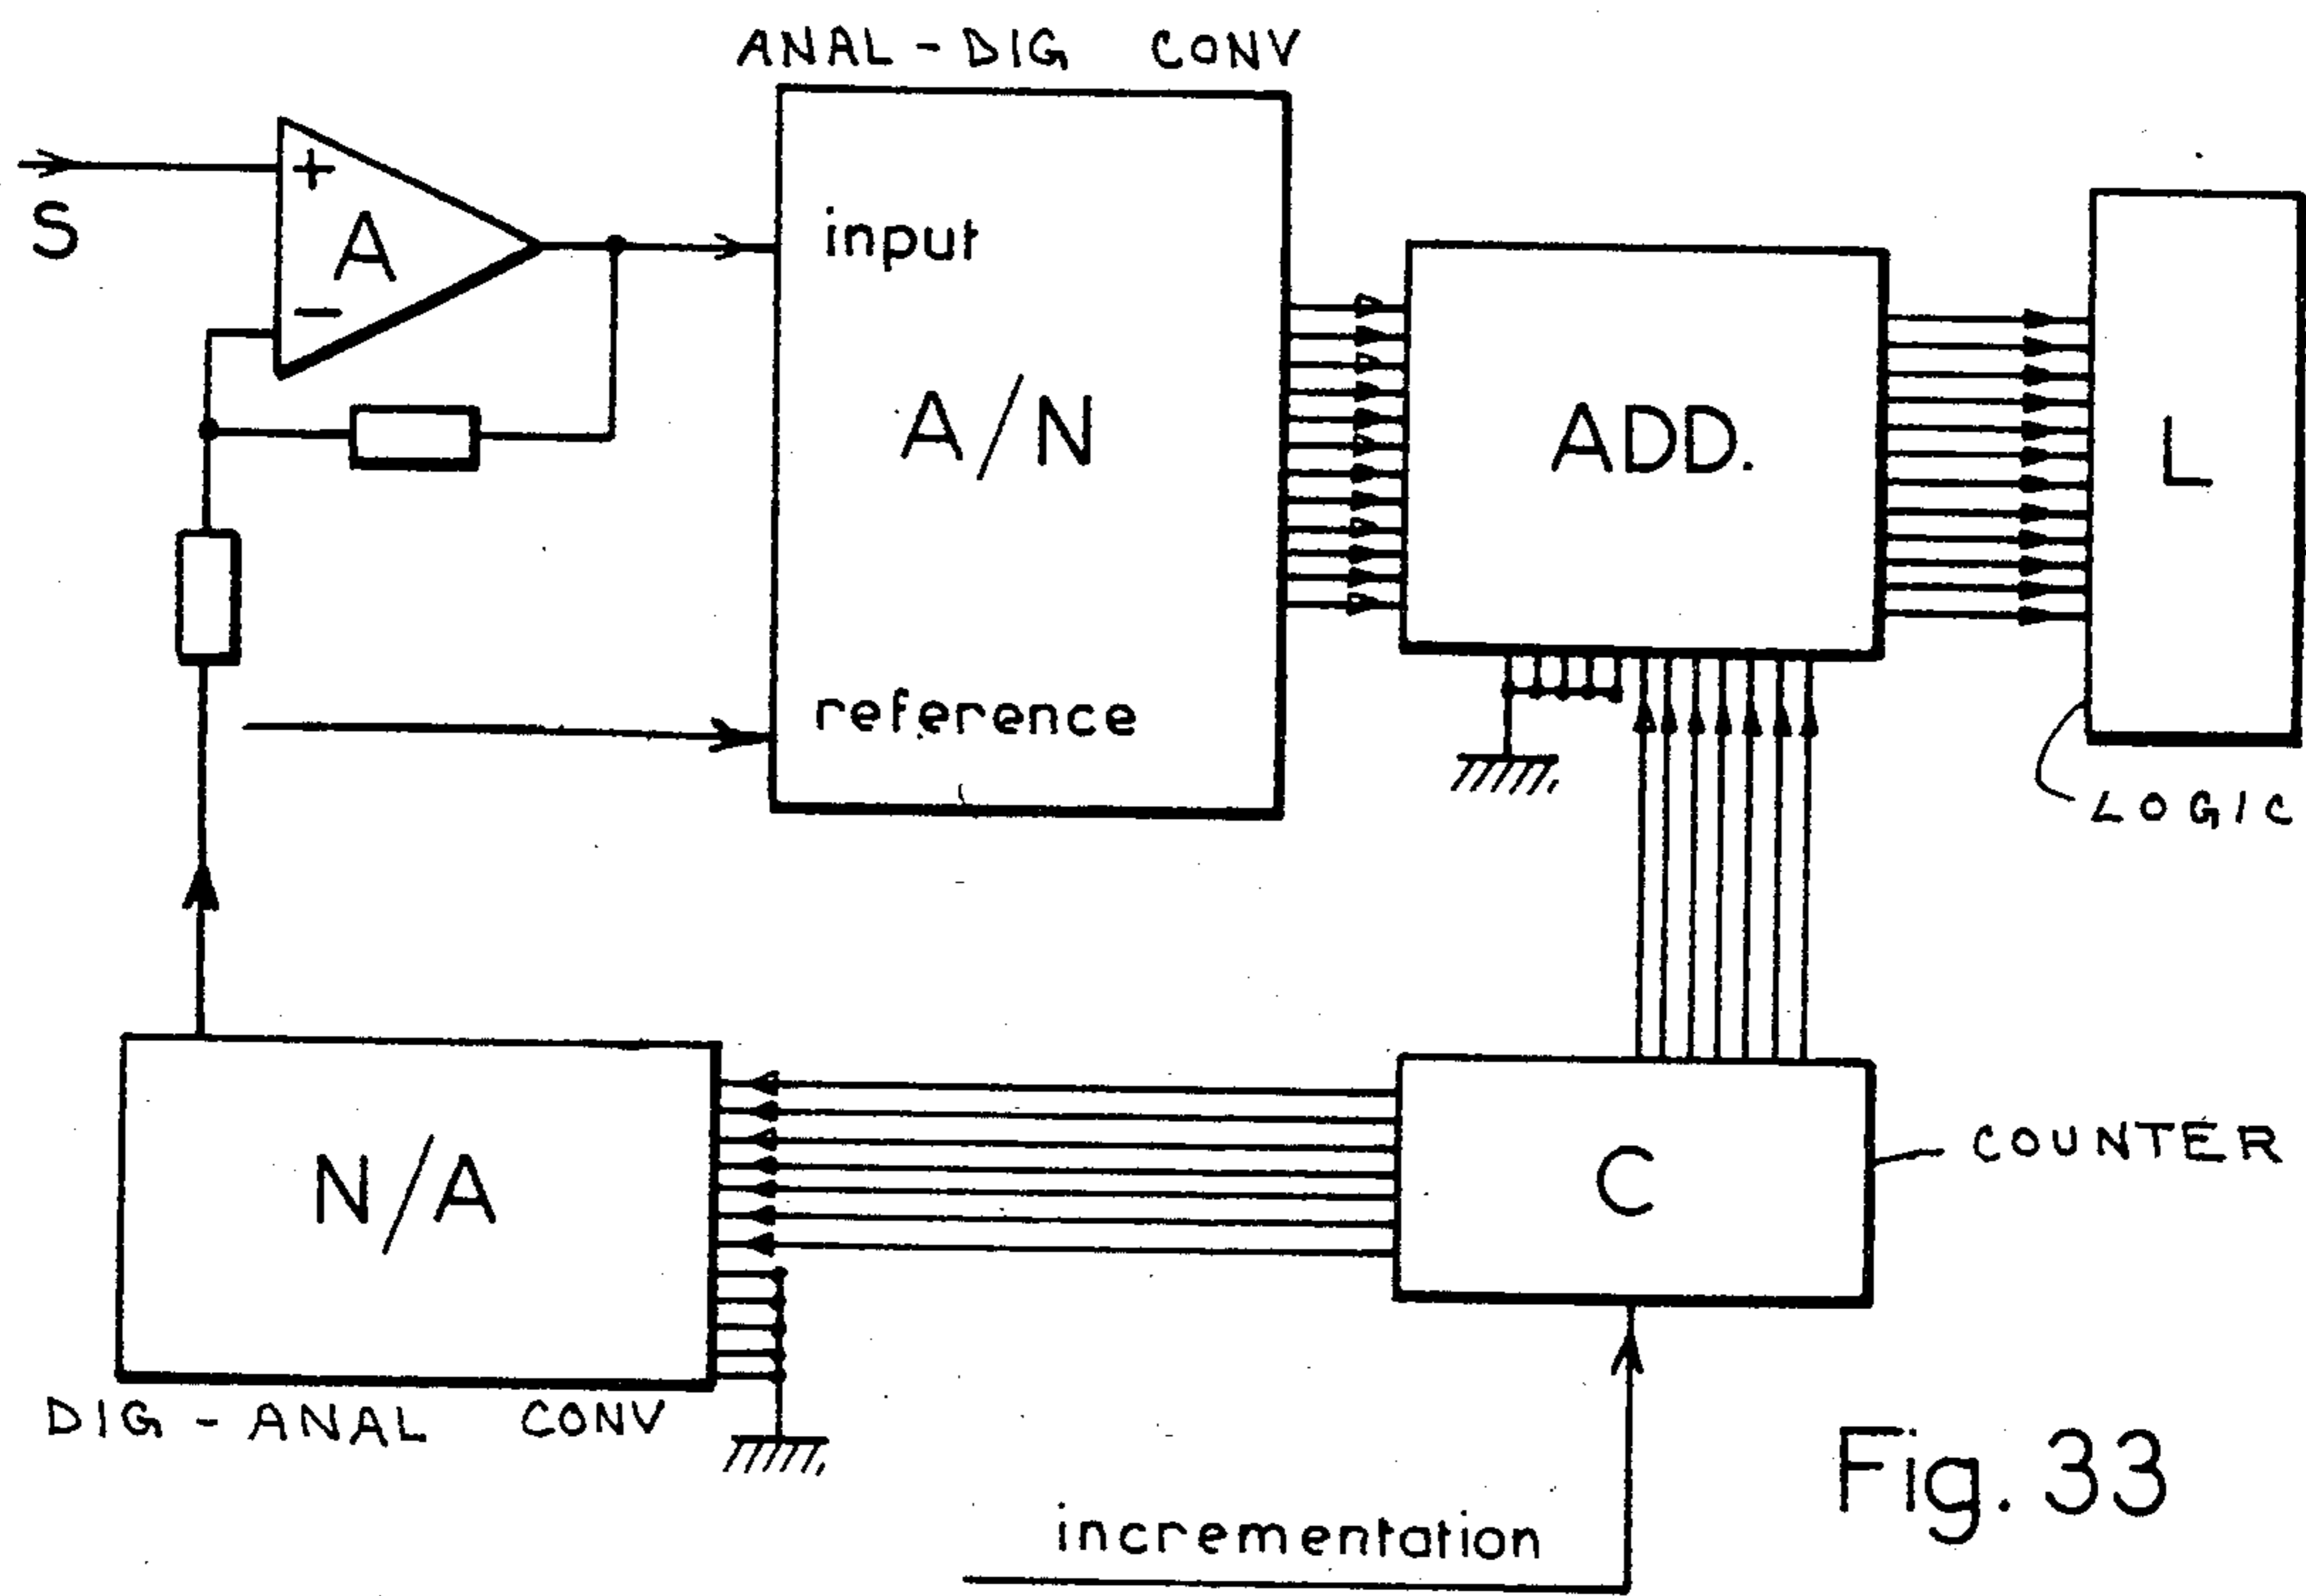 ANAL-DIG CONV
+
S
A
-
input
A/N
ADD.
L
reference
LOGIC
N/A
C
COUNTER
DIG-ANAL CONV
Fig. 33
incrementation